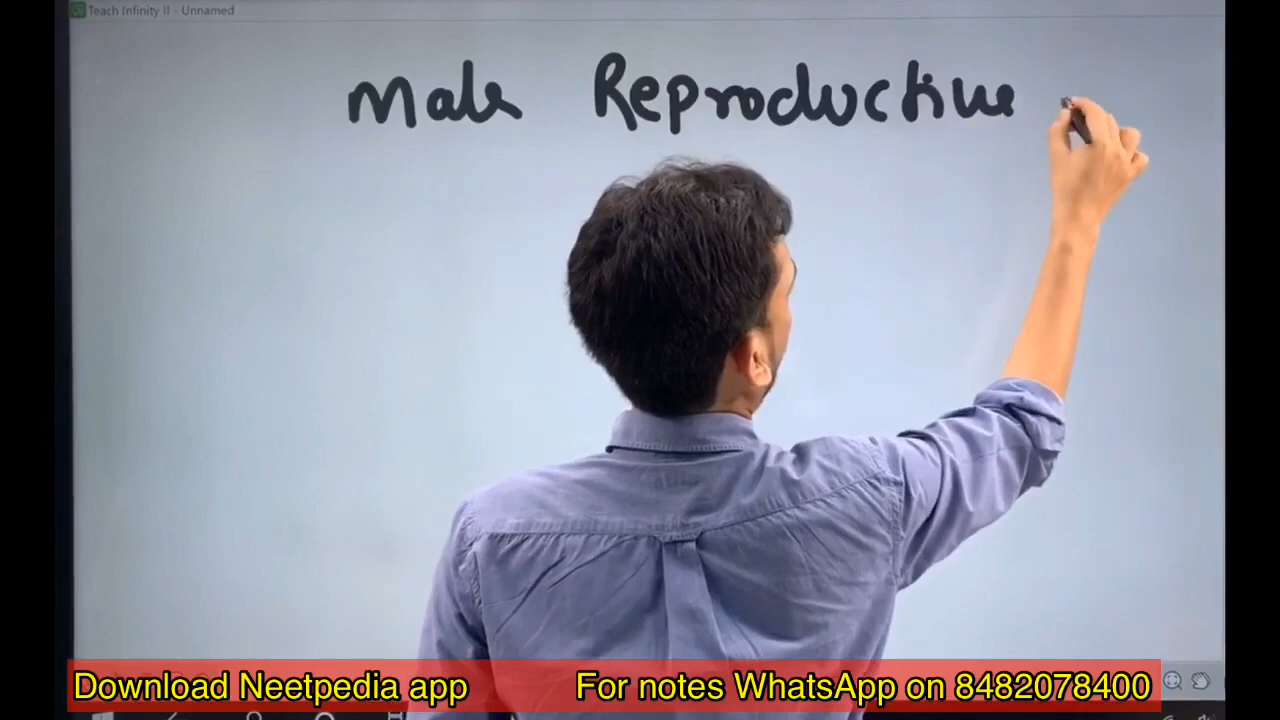 Teach Infinity II - Unnamed
Male Reproductive
Download Neetpedia app For notes WhatsApp on 8482078400